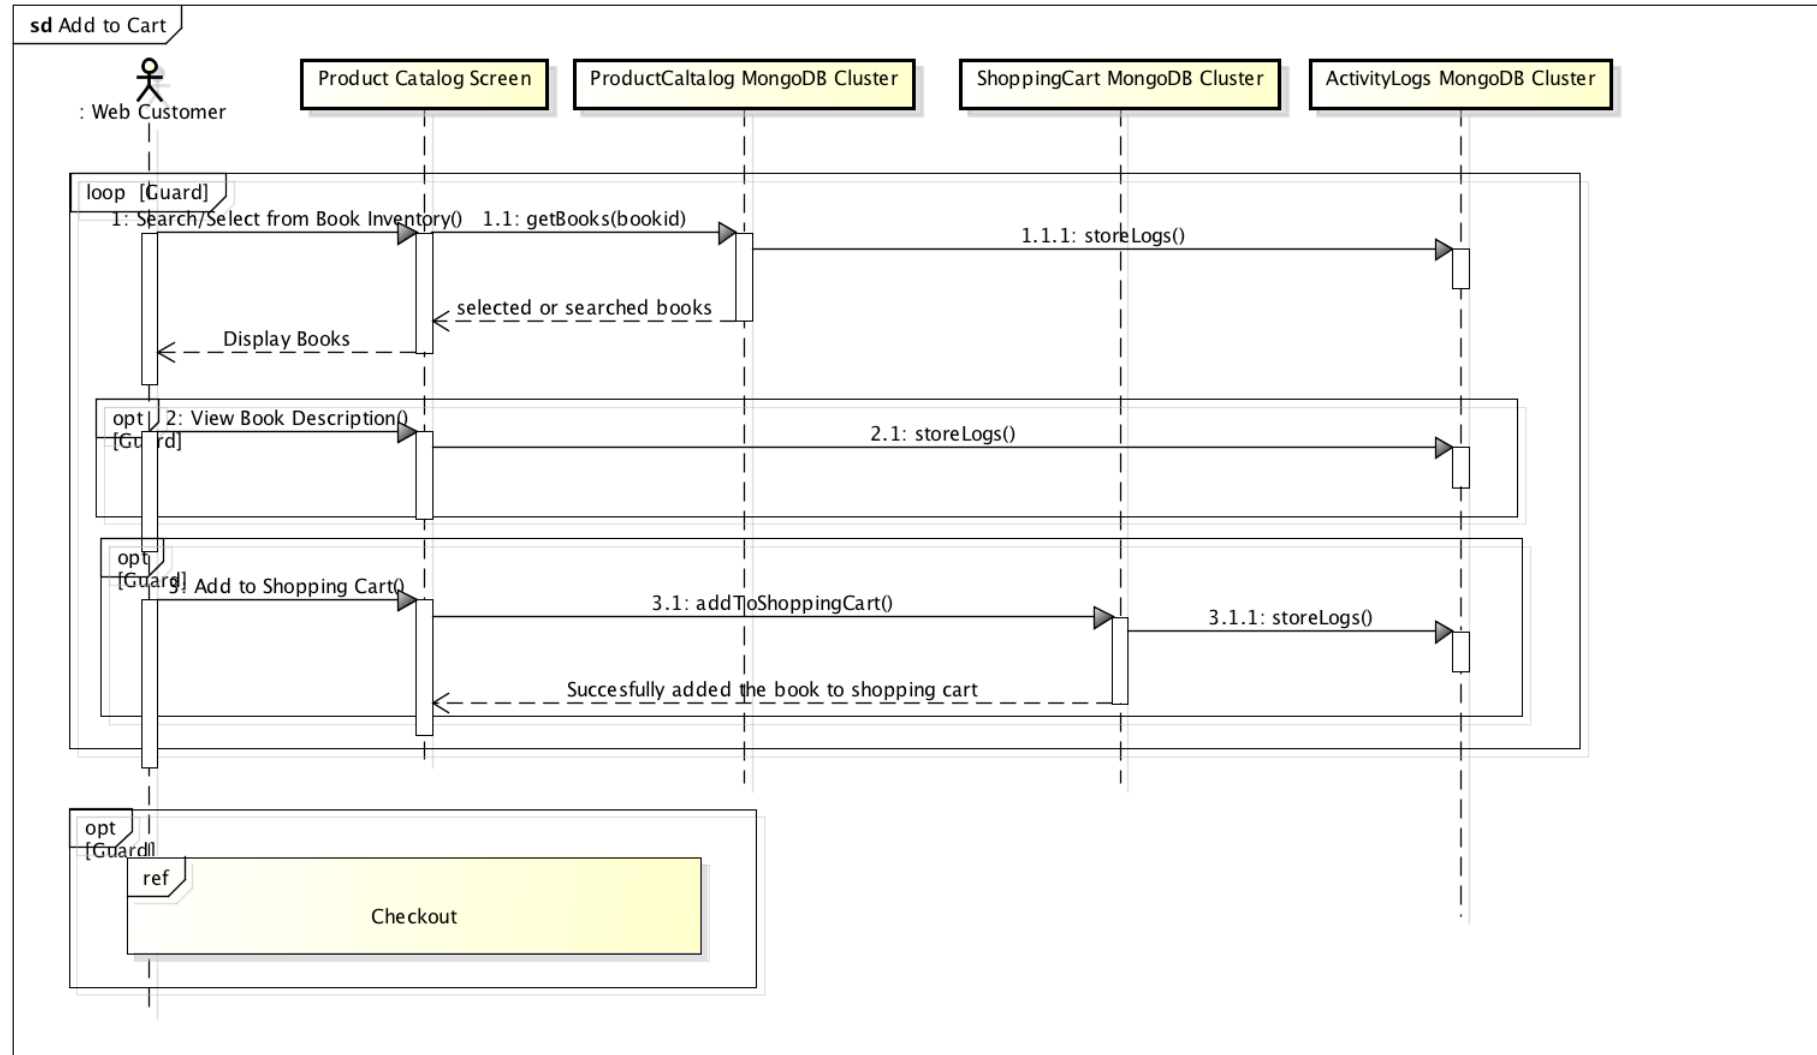 sd Add to Cart
: Web Customer
Product Catalog Screen
ProductCaltalog MongoDB Cluster
ShoppingCart MongoDB Cluster
ActivityLogs MongoDB Cluster
loop [Guard]
1: Search/Select from Book Inventory()
1.1: getBooks(bookid)
1.1.1: storeLogs()
selected or searched books
Display Books
opt
[Guard]
2: View Book Description()
2.1: storeLogs()
opt
[Guard]
3: Add to Shopping Cart()
3.1: addToShoppingCart()
3.1.1: storeLogs()
Succesfully added the book to shopping cart
opt
[Guard]
ref
Checkout